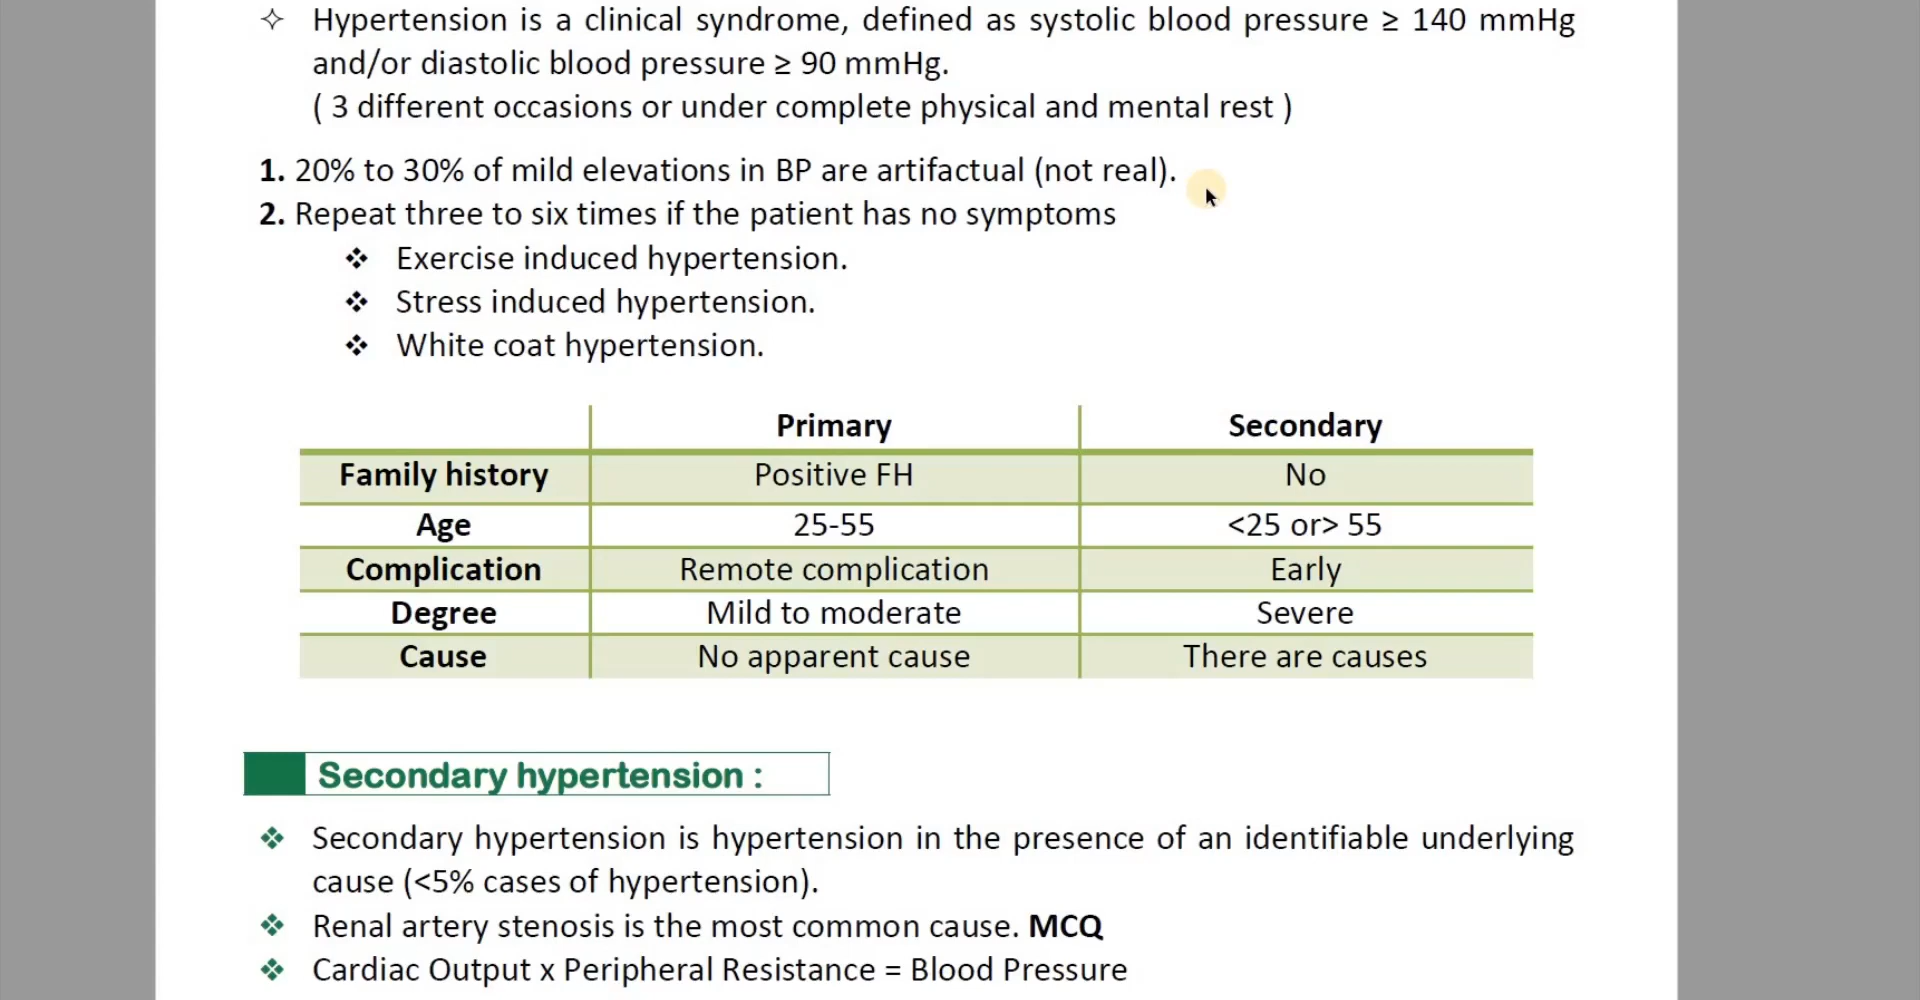 ✧ Hypertension is a clinical syndrome, defined as systolic blood pressure ≥ 140 mmHg
and/or diastolic blood pressure ≥ 90 mmHg.
( 3 different occasions or under complete physical and mental rest )
1. 20% to 30% of mild elevations in BP are artifactual (not real).
2. Repeat three to six times if the patient has no symptoms
❖ Exercise induced hypertension.
❖ Stress induced hypertension.
❖ White coat hypertension.
Primary Secondary
Family history Positive FH No
Age 25-55 <25 or> 55
Complication Remote complication Early
Degree Mild to moderate Severe
Cause No apparent cause There are causes
Secondary hypertension :
❖ Secondary hypertension is hypertension in the presence of an identifiable underlying
cause (<5% cases of hypertension).
❖ Renal artery stenosis is the most common cause. MCQ
❖ Cardiac Output x Peripheral Resistance = Blood Pressure